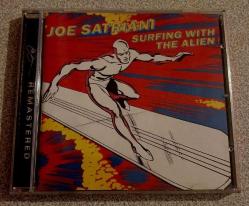 JOE SATRIANI
SURFING WITH
THE ALIEN
REMASTERED